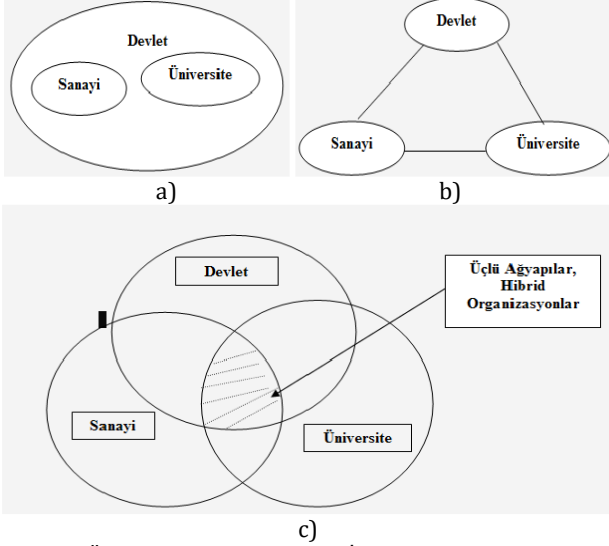 Devlet
Sanayi
Üniversite
a)
Devlet
Sanayi
Üniversite
b)
Devlet
Üçlü Ağyapılar,
Hibrid
Organizasyonlar
Sanayi
Üniversite
c)